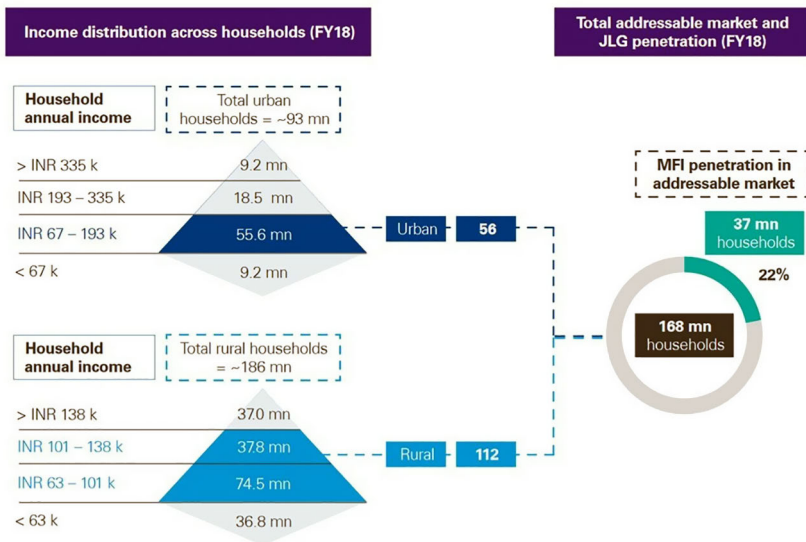 Income distribution across households (FY18)
Total addressable market and
JLG penetration (FY18)
Household
annual income
Total urban
households = ~93 mn
> INR 335 k
9.2 mn
INR 193 – 335 k
18.5 mn
INR 67 – 193 k
55.6 mn
Urban
56
< 67 k
9.2 mn
MFI penetration in
addressable market
37 mn
households
22%
168 mn
households
Household
annual income
Total rural households
= ~186 mn
> INR 138 k
37.0 mn
INR 101 – 138 k
37.8 mn
Rural
112
INR 63 – 101 k
74.5 mn
< 63 k
36.8 mn